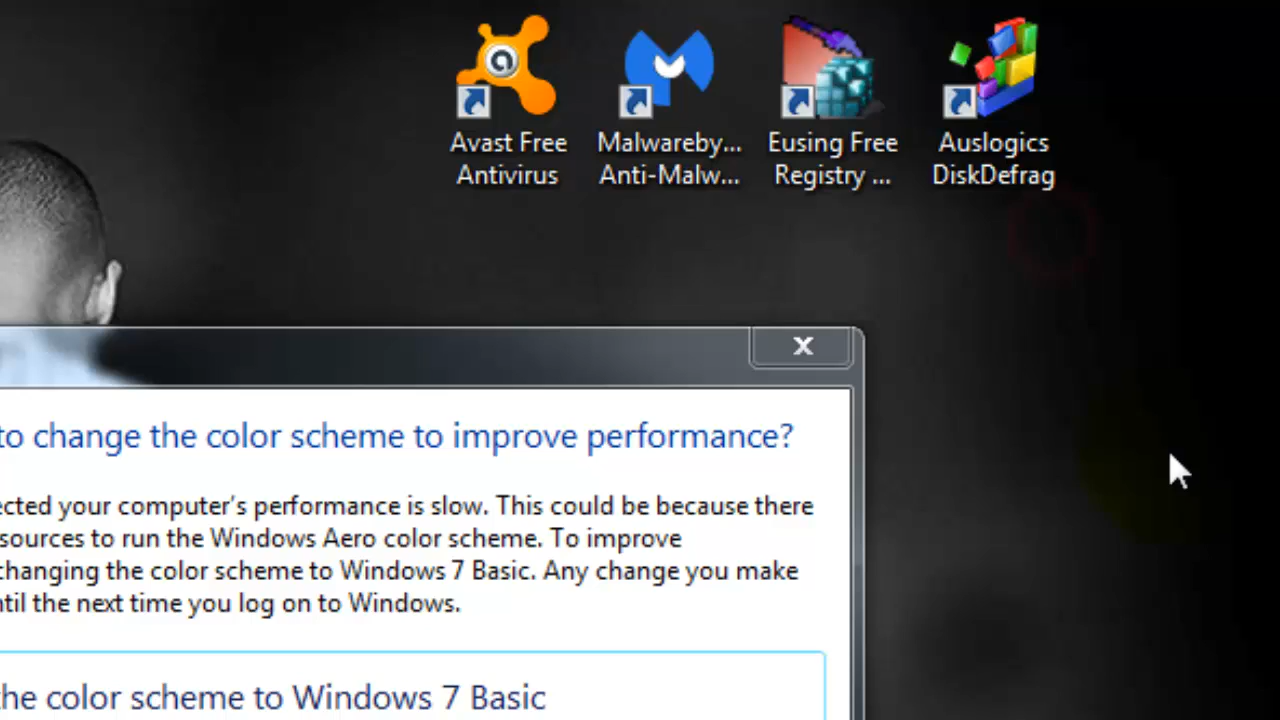 Avast Free
Antivirus
Malwareby...
Anti-Malw...
Eusing Free
Registry ...
Auslogics
DiskDefrag
to change the color scheme to improve performance?
ected your computer's performance is slow. This could be because there
sources to run the Windows Aero color scheme. To improve
changing the color scheme to Windows 7 Basic. Any change you make
ntil the next time you log on to Windows.
the color scheme to Windows 7 Basic